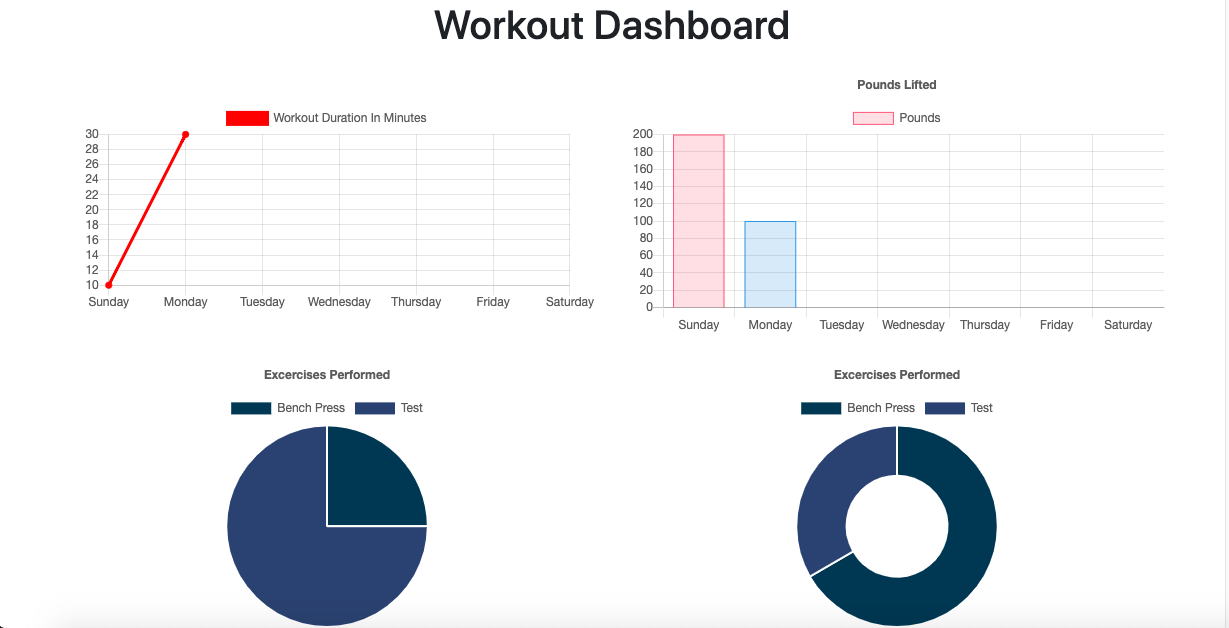 Workout Dashboard
Workout Duration In Minutes
30
28
26
24
22
20
18
16
14
12
10
Sunday Monday Tuesday Wednesday Thursday Friday Saturday
Pounds Lifted
Pounds
200
180
160
140
120
100
80
60
40
20
0
Sunday Monday Tuesday Wednesday Thursday Friday Saturday
Excercises Performed
Bench Press Test
Excercises Performed
Bench Press Test